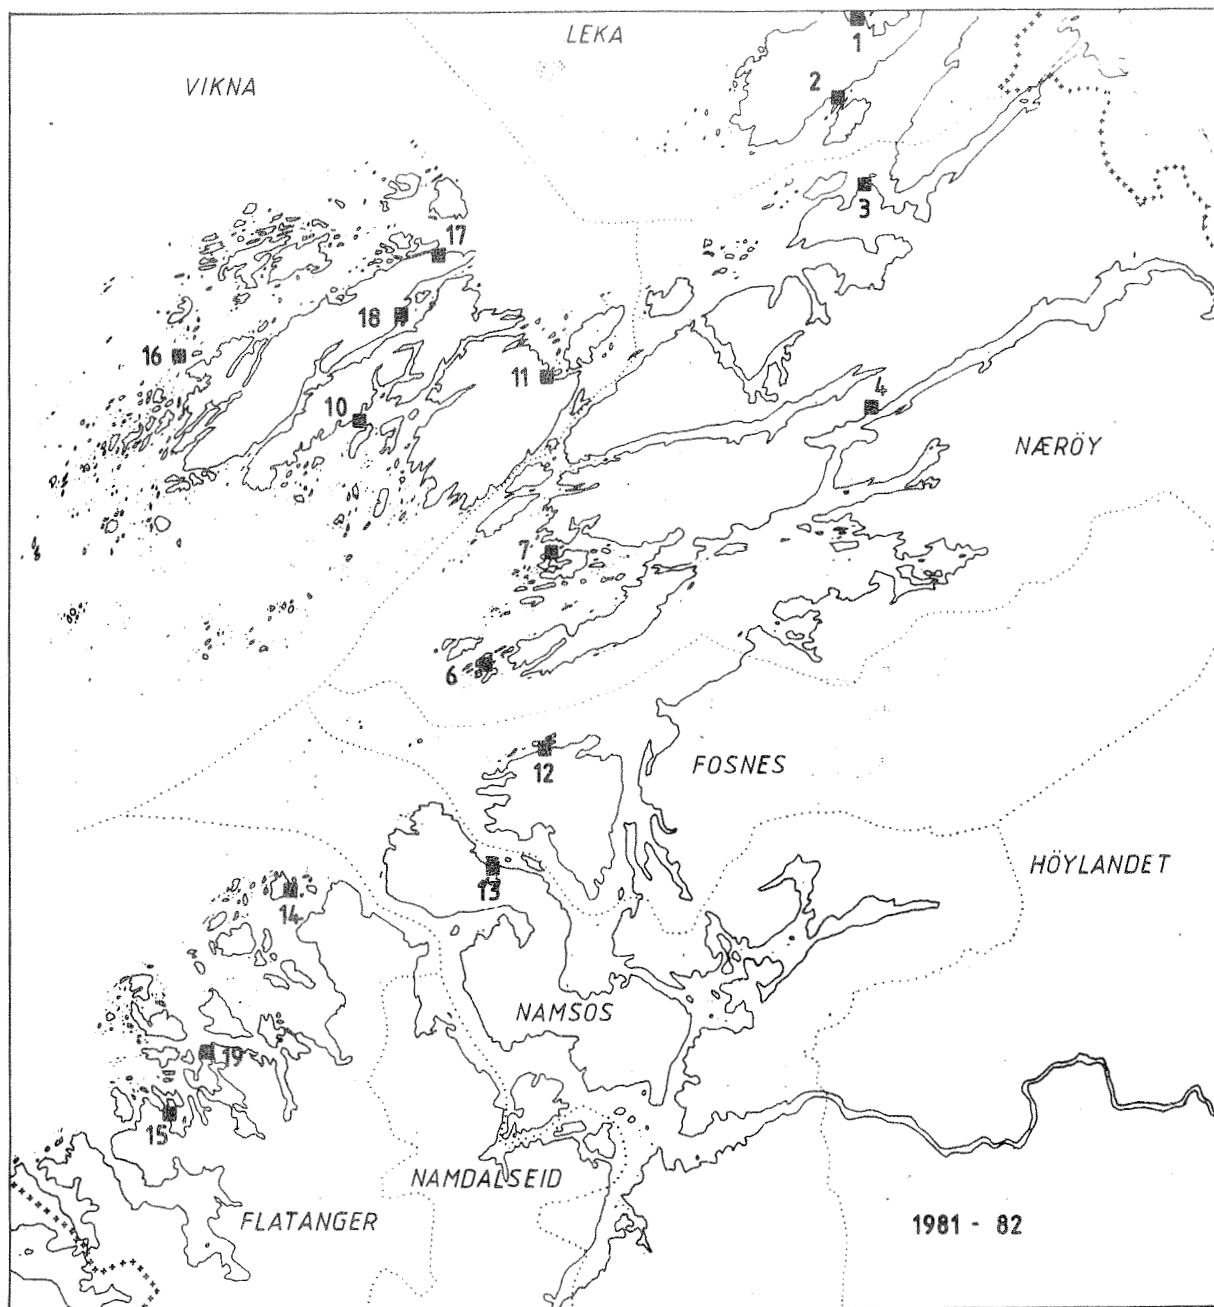 LEKA
1
VIKNA
2
3
17
18
16
11
10
4
NÆRÖY
7
6
12
FOSNES
HÖYLANDET
13
14
NAMSOS
19
15
NAMDALSEID
FLATANGER
1981 - 82